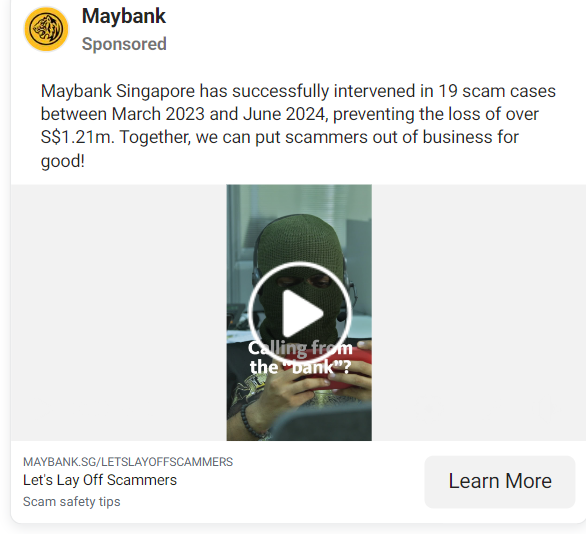 Maybank
Sponsored
Maybank Singapore has successfully intervened in 19 scam cases
between March 2023 and June 2024, preventing the loss of over
S$1.21m. Together, we can put scammers out of business for
good!
Calling from
the “bank”?
MAYBANK.SG/LETSLAYOFFSCAMMERS
Let's Lay Off Scammers
Scam safety tips
Learn More